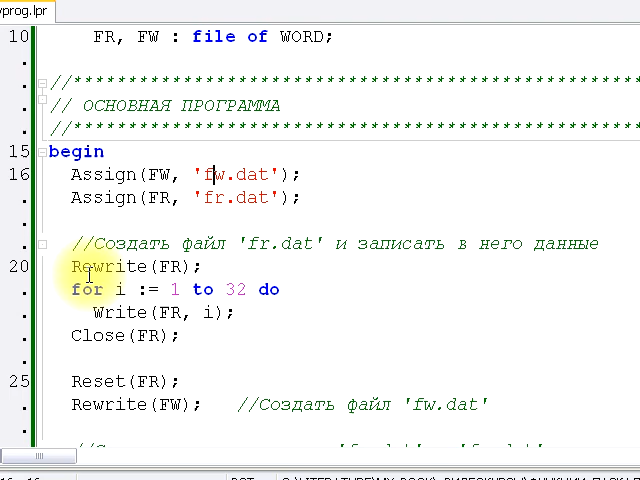 yprog.lpr
10 FR, FW : file of WORD;
//****************************************************
// ОСНОВНАЯ ПРОГРАММА
//****************************************************
15 begin
16 Assign(FW, 'fw.dat');
Assign(FR, 'fr.dat');
//Создать файл 'fr.dat' и записать в него данные
20 Rewrite(FR);
for i := 1 to 32 do
Write(FR, i);
Close(FR);
25 Reset(FR);
Rewrite(FW); //Создать файл 'fw.dat'